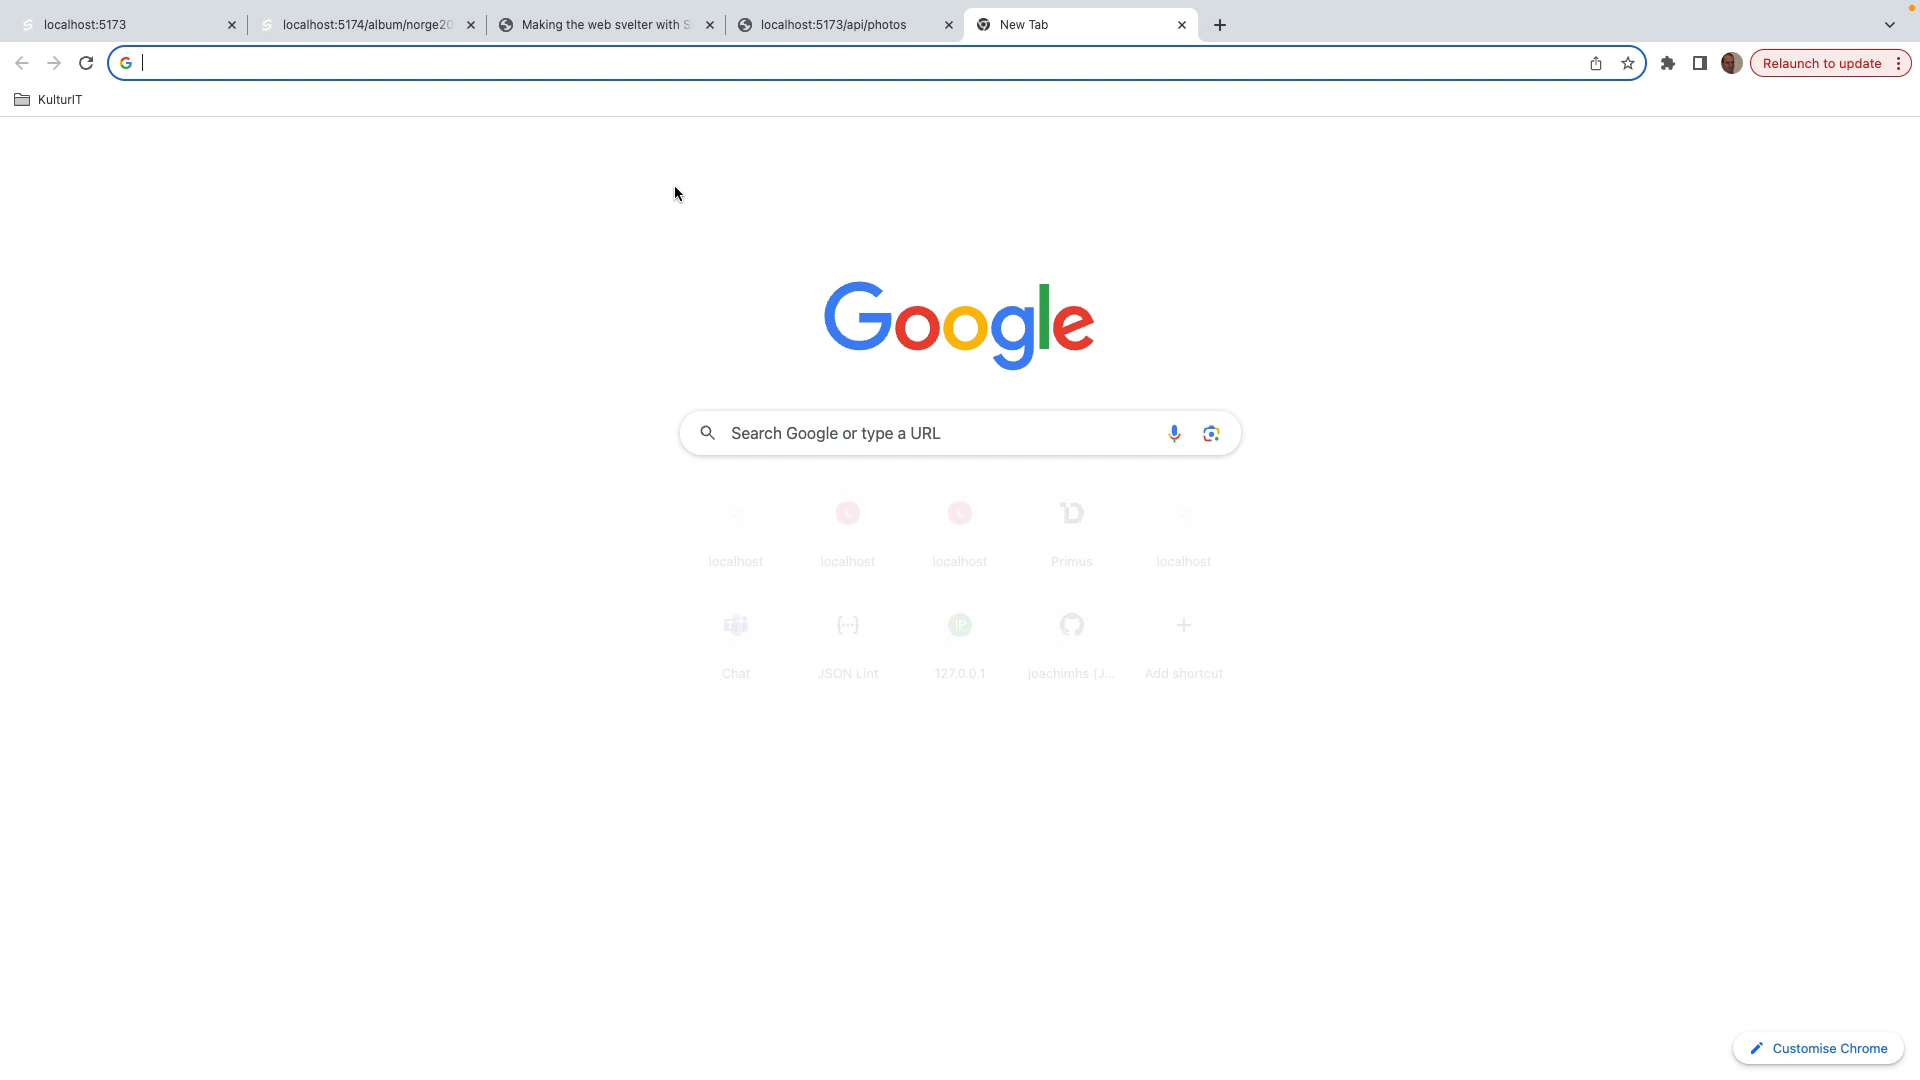 localhost:5173
localhost:5174/album/norge20
Making the web svelter with S
localhost:5173/api/photos
New Tab
Relaunch to update
KulturIT
Google
Search Google or type a URL
localhost
localhost
localhost
Primus
localhost
Chat
JSON Lint
127.0.0.1
joachimhs (J...
Add shortcut
Customise Chrome